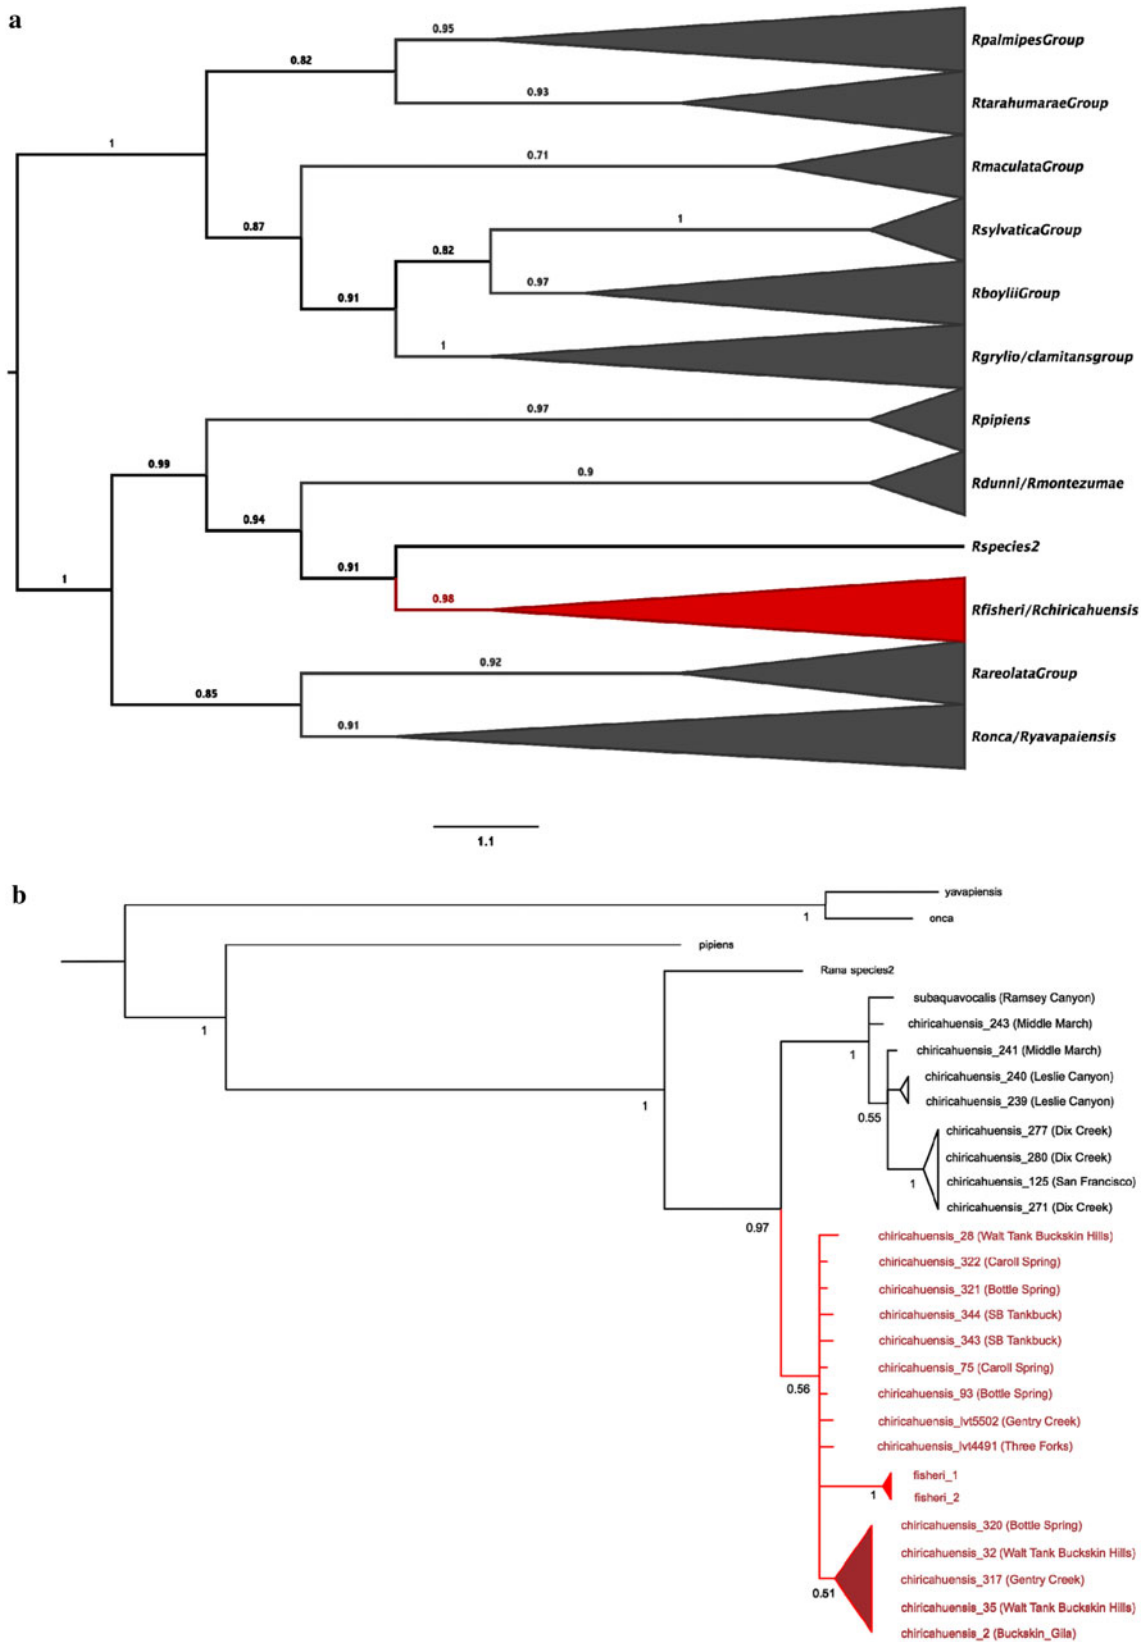 a
0.95
RpalmipesGroup
0.82
0.93
RtarahumaraeGroup
1
0.71
RmaculataGroup
0.87
1
RsylvaticaGroup
0.82
0.97
RboyliiGroup
0.91
1
Rgrylio/clamitansgroup
0.97
Rpipiens
0.99
0.9
Rdunni/Rmontezumae
0.94
Rspecies2
0.91
1
0.98
Rfisheri/Rchiricahuensis
0.92
RareolataGroup
0.85
0.91
Ronca/Ryavapaiensis
1.1
b
yavapiensis
1
onca
pipiens
Rana species2
subaquavocalis (Ramsey Canyon)
chiricahuensis_243 (Middle March)
1
chiricahuensis_241 (Middle March)
1
chiricahuensis_240 (Leslie Canyon)
chiricahuensis_239 (Leslie Canyon)
1
0.55
chiricahuensis_277 (Dix Creek)
chiricahuensis_280 (Dix Creek)
1
chiricahuensis_125 (San Francisco)
chiricahuensis_271 (Dix Creek)
0.97
chiricahuensis_28 (Walt Tank Buckskin Hills)
chiricahuensis_322 (Caroll Spring)
chiricahuensis_321 (Bottle Spring)
chiricahuensis_344 (SB Tankbuck)
chiricahuensis_343 (SB Tankbuck)
chiricahuensis_75 (Caroll Spring)
0.56
chiricahuensis_93 (Bottle Spring)
chiricahuensis_lvt5502 (Gentry Creek)
chiricahuensis_lvt4491 (Three Forks)
fisheri_1
1
fisheri_2
chiricahuensis_320 (Bottle Spring)
chiricahuensis_32 (Walt Tank Buckskin Hills)
chiricahuensis_317 (Gentry Creek)
0.51
chiricahuensis_35 (Walt Tank Buckskin Hills)
chiricahuensis_2 (Buckskin_Gila)